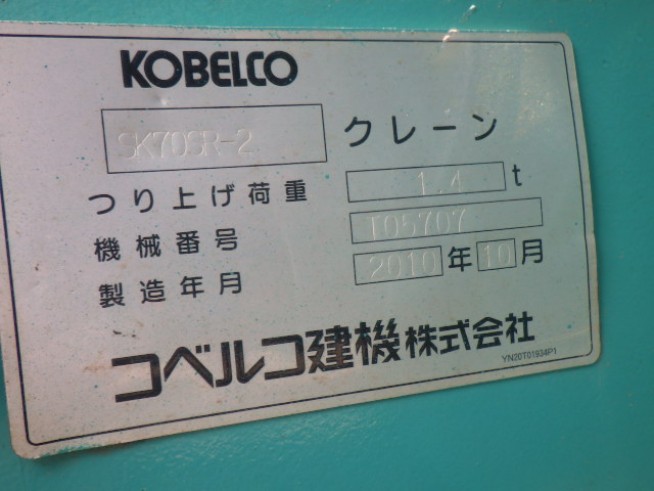 KOBELCO
SK70SR-2 クレーン
つり上げ荷重 1.4 t
機械番号 T05707
製造年月 2010 年 10 月
コベルコ建機株式会社
YN20T01934P1